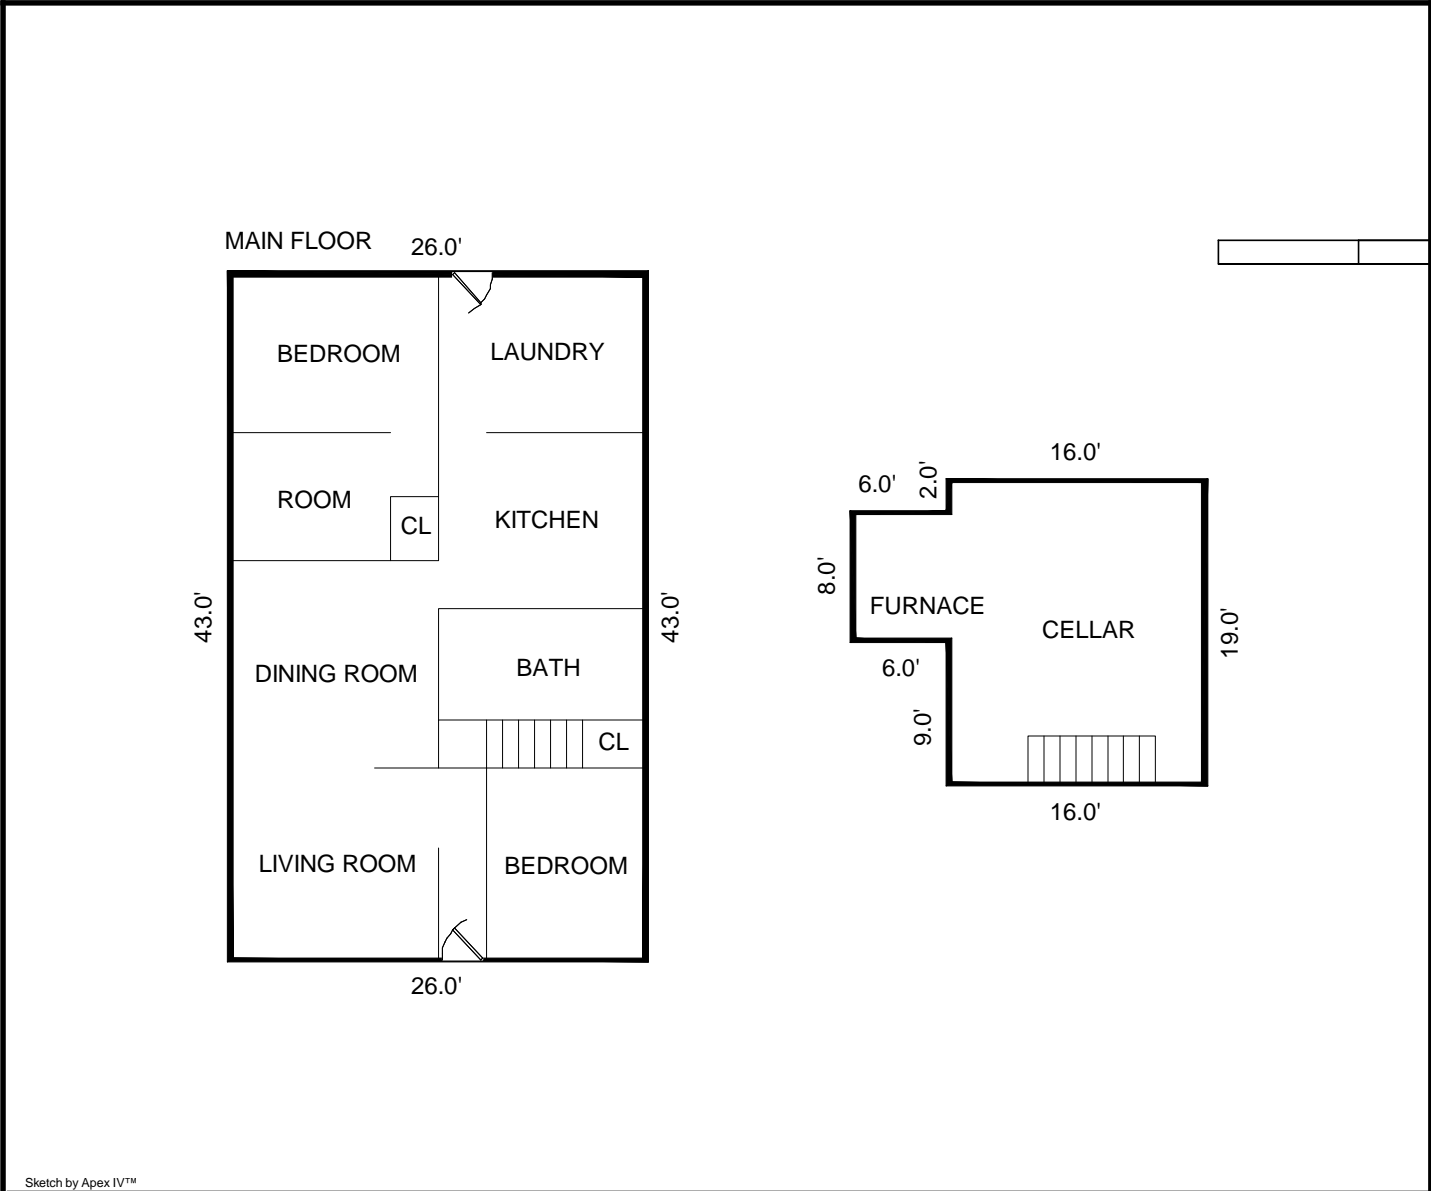 MAIN FLOOR
26.0'
BEDROOM
LAUNDRY
ROOM
CL
KITCHEN
43.0'
43.0'
DINING ROOM
BATH
CL
LIVING ROOM
BEDROOM
26.0'
16.0'
6.0'
2.0'
8.0'
FURNACE
CELLAR
19.0'
6.0'
9.0'
16.0'
Sketch by Apex IV™